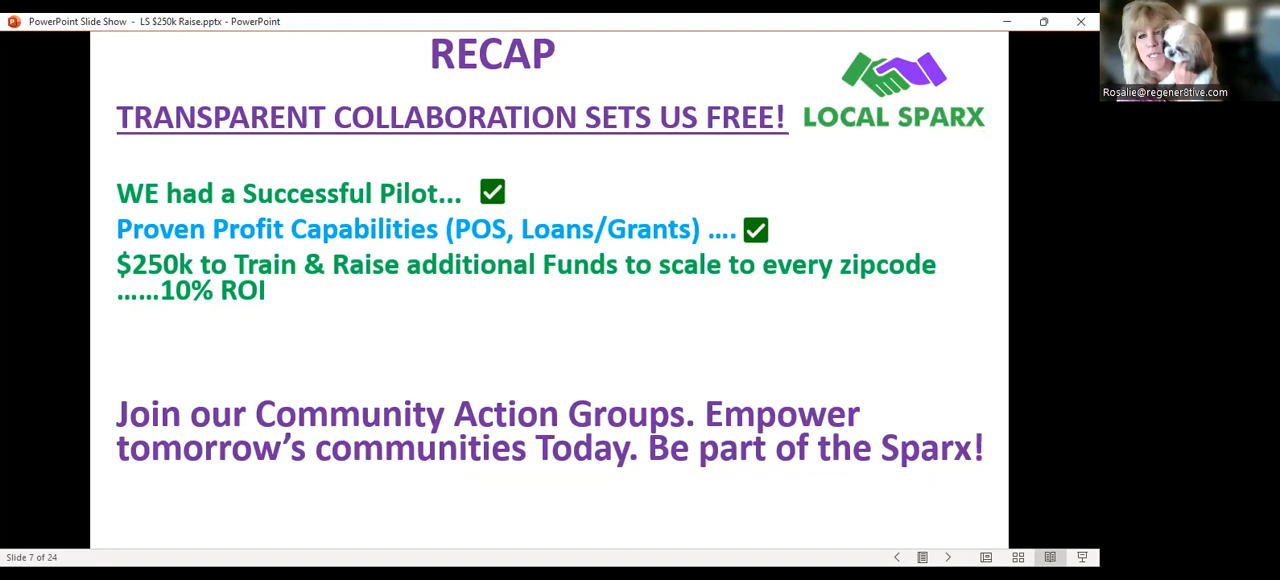 PowerPoint Slide Show - LS $250k Raise.pptx - PowerPoint
Rosalie@regener8tive.com
RECAP
LOCAL SPARX
TRANSPARENT COLLABORATION SETS US FREE!
WE had a Successful Pilot...
Proven Profit Capabilities (POS, Loans/Grants) ....
$250k to Train & Raise additional Funds to scale to every zipcode
......10% ROI
Join our Community Action Groups. Empower
tomorrow’s communities Today. Be part of the Sparx!
Slide 7 of 24